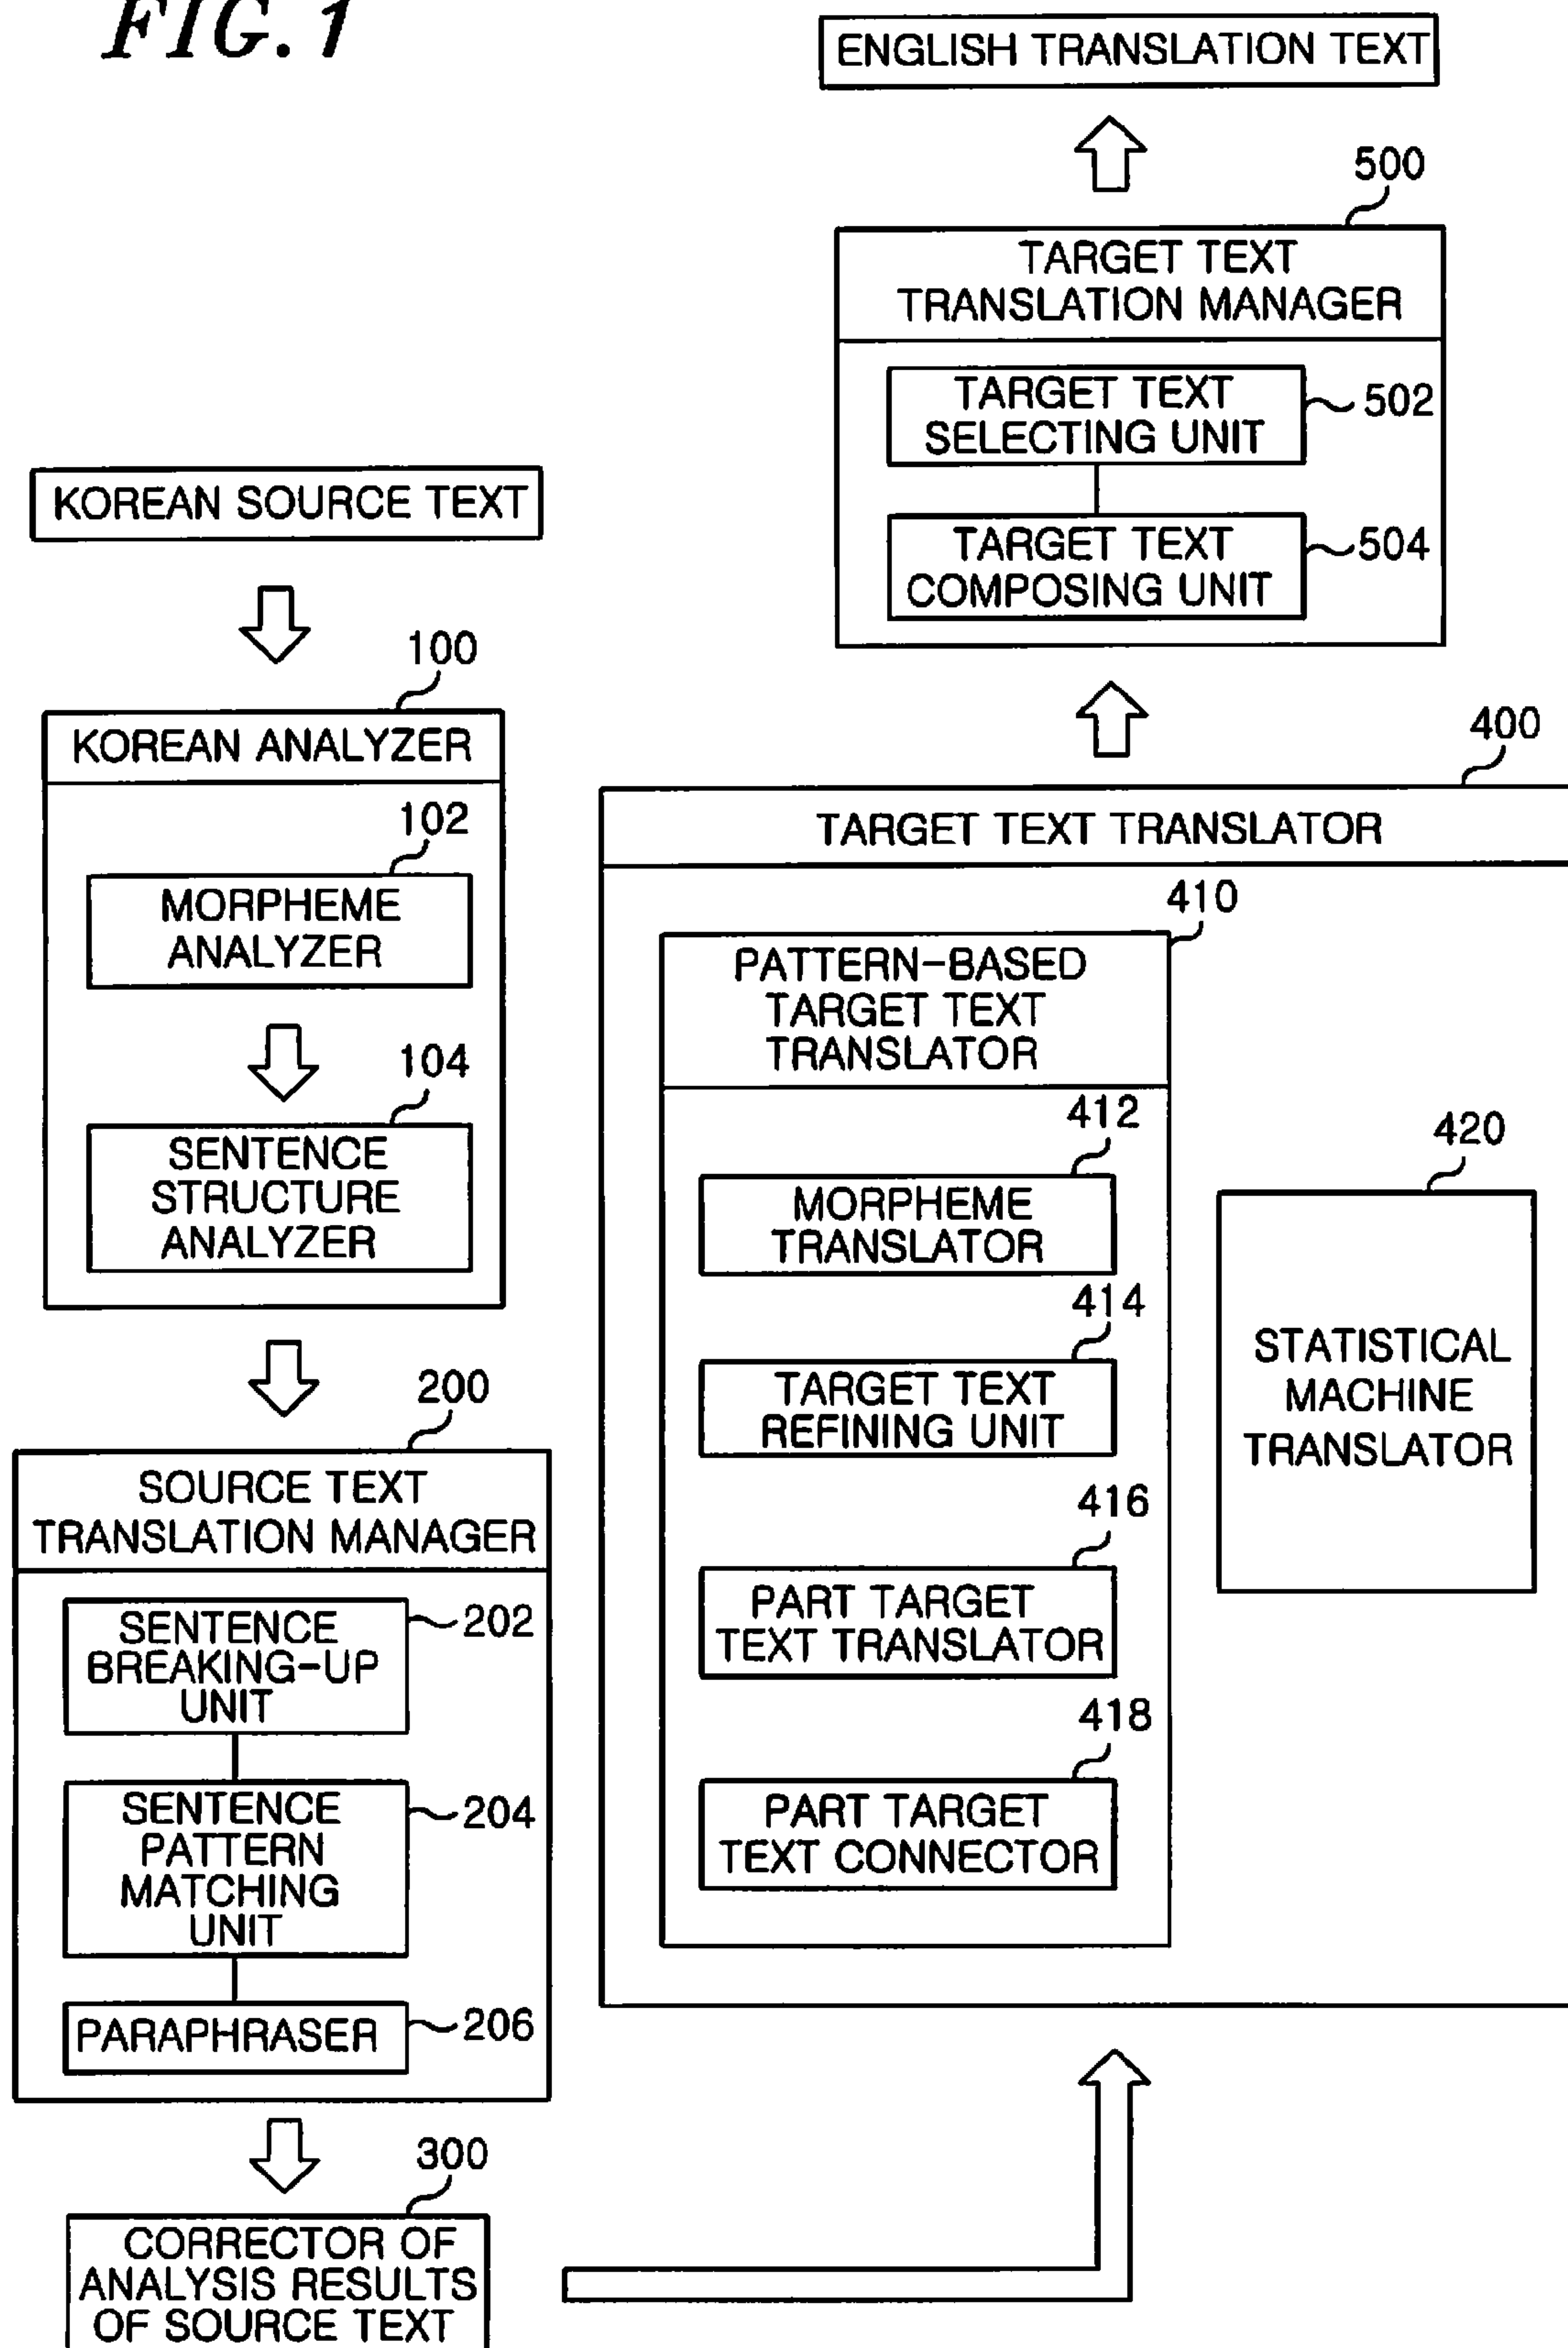 FIG. 1
KOREAN SOURCE TEXT
100
KOREAN ANALYZER
102
MORPHEME
ANALYZER
104
SENTENCE
STRUCTURE
ANALYZER
200
SOURCE TEXT
TRANSLATION MANAGER
SENTENCE
BREAKING-UP
UNIT
202
SENTENCE
PATTERN
MATCHING
UNIT
204
PARAPHRASER
206
300
CORRECTOR OF
ANALYSIS RESULTS
OF SOURCE TEXT
ENGLISH TRANSLATION TEXT
500
TARGET TEXT
TRANSLATION MANAGER
TARGET TEXT
SELECTING UNIT
502
TARGET TEXT
COMPOSING UNIT
504
400
TARGET TEXT TRANSLATOR
410
PATTERN-BASED
TARGET TEXT
TRANSLATOR
412
MORPHEME
TRANSLATOR
414
TARGET TEXT
REFINING UNIT
416
PART TARGET
TEXT TRANSLATOR
418
PART TARGET
TEXT CONNECTOR
420
STATISTICAL
MACHINE
TRANSLATOR